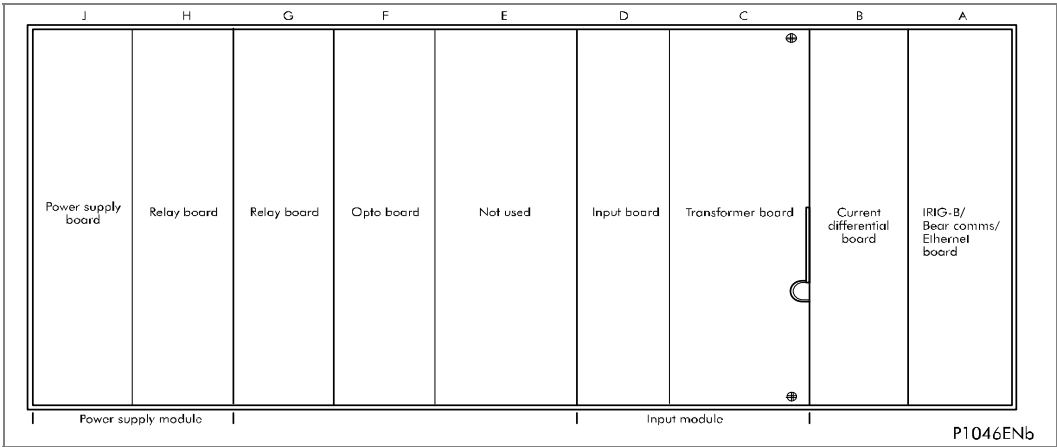 J H G F E D C B A
Power supply
board
Relay board
Relay board
Opto board
Not used
Input board
Transformer board
Current
differential
board
IRIG-B/
Bear comms/
Ethernet
board
Power supply module
Input module
P1046ENb